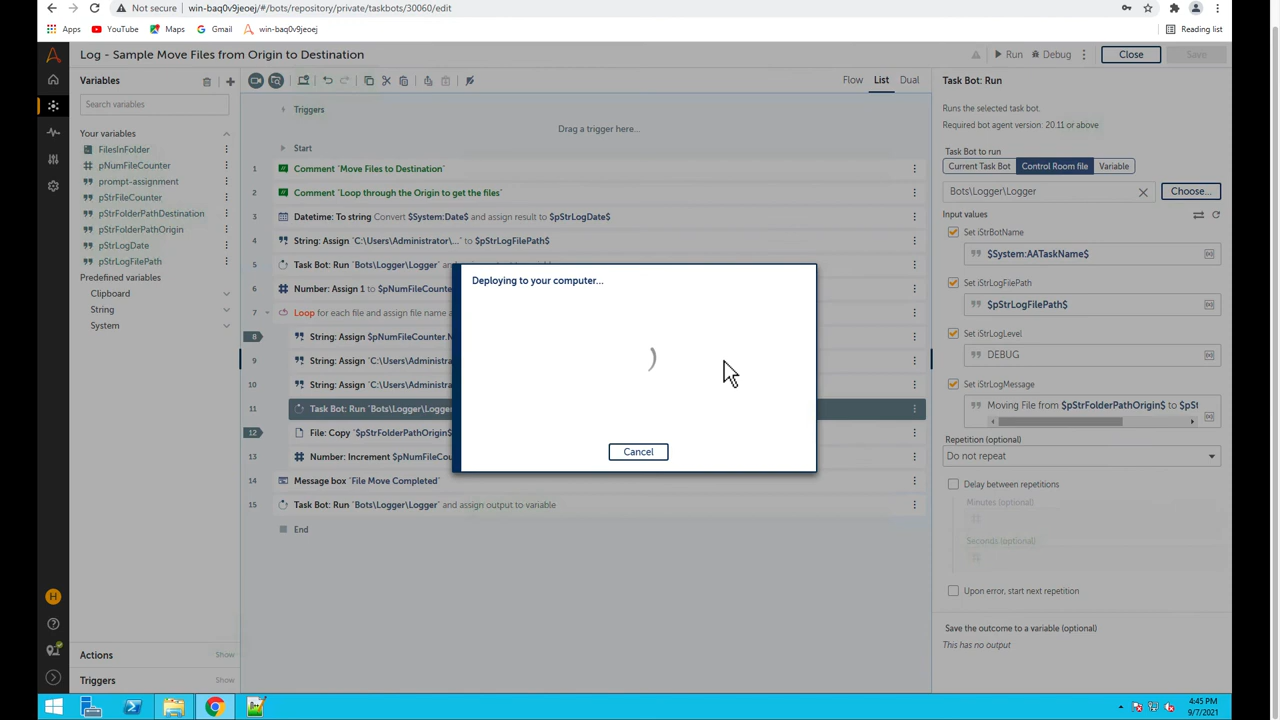 Not secure
win-baq0v9jeoej/#/bots/repository/private/taskbots/30060/edit
Apps
YouTube
Maps
Gmail
win-baq0v9jeoej
Reading list
Log - Sample Move Files from Origin to Destination
Run
Debug
Close
Save
Variables
Search variables
Your variables
FilesInFolder
pNumFileCounter
prompt-assignment
pStrFileCounter
pStrFolderPathDestination
pStrFolderPathOrigin
pStrLogDate
pStrLogFilePath
Predefined variables
Clipboard
String
System
Actions
Show
Triggers
Show
Flow
List
Dual
Triggers
Drag a trigger here...
Start
1 Comment "Move Files to Destination"
2 Comment "Loop through the Origin to get the files"
3 Datetime: To string Convert $System:Date$ and assign result to $pStrLogDate$
4 String: Assign "C:\Users\Administrator\..." to $pStrLogFilePath$
5 Task Bot: Run "Bots\Logger\Logger"
6 Number: Assign 1 to $pNumFileCounte
7 Loop for each file and assign file name a
8 String: Assign $pNumFileCounter.N
9 String: Assign "C:\Users\Administra
10 String: Assign "C:\Users\Administra
11 Task Bot: Run "Bots\Logger\Logge
12 File: Copy "$pStrFolderPathOrigin$
13 Number: Increment $pNumFileCou
14 Message box "File Move Completed"
15 Task Bot: Run "Bots\Logger\Logger" and assign output to variable
End
Deploying to your computer...
Cancel
Task Bot: Run
Runs the selected task bot.
Required bot agent version: 20.11 or above
Task Bot to run
Current Task Bot
Control Room file
Variable
Bots\Logger\Logger
Choose...
Input values
Set iStrBotName
$System:AATaskName$
Set iStrLogFilePath
$pStrLogFilePath$
Set iStrLogLevel
DEBUG
Set iStrLogMessage
Moving File from $pStrFolderPathOrigin$ to $pSt
Repetition (optional)
Do not repeat
Delay between repetitions
Minutes (optional)
Seconds (optional)
Upon error, start next repetition
Save the outcome to a variable (optional)
This has no output
H
4:45 PM
9/7/2021